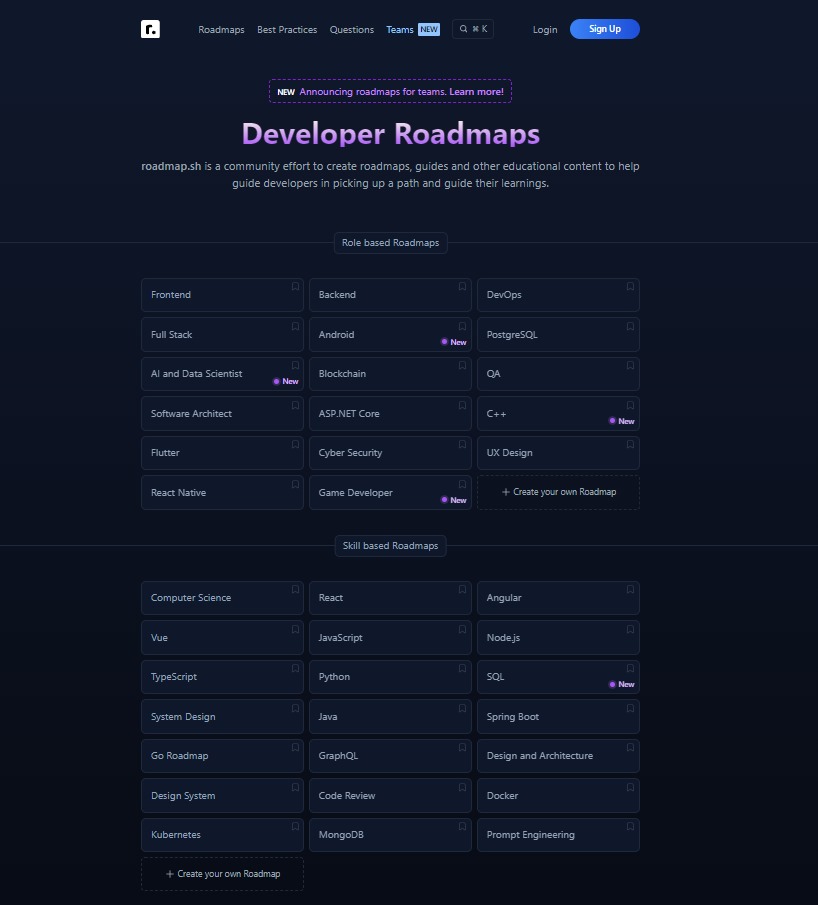 r.
Roadmaps Best Practices Questions Teams NEW ⌘ K Login Sign Up
NEW Announcing roadmaps for teams. Learn more!
Developer Roadmaps
roadmap.sh is a community effort to create roadmaps, guides and other educational content to help
guide developers in picking up a path and guide their learnings.
Role based Roadmaps
Frontend Backend DevOps
Full Stack Android New PostgreSQL
AI and Data Scientist New Blockchain QA
Software Architect ASP.NET Core C++ New
Flutter Cyber Security UX Design
React Native Game Developer New + Create your own Roadmap
Skill based Roadmaps
Computer Science React Angular
Vue JavaScript Node.js
TypeScript Python SQL New
System Design Java Spring Boot
Go Roadmap GraphQL Design and Architecture
Design System Code Review Docker
Kubernetes MongoDB Prompt Engineering
+ Create your own Roadmap